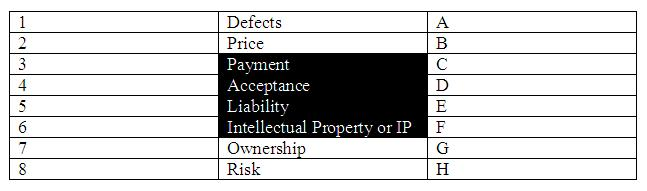 1 Defects A
2 Price B
3 Payment C
4 Acceptance D
5 Liability E
6 Intellectual Property or IP F
7 Ownership G
8 Risk H